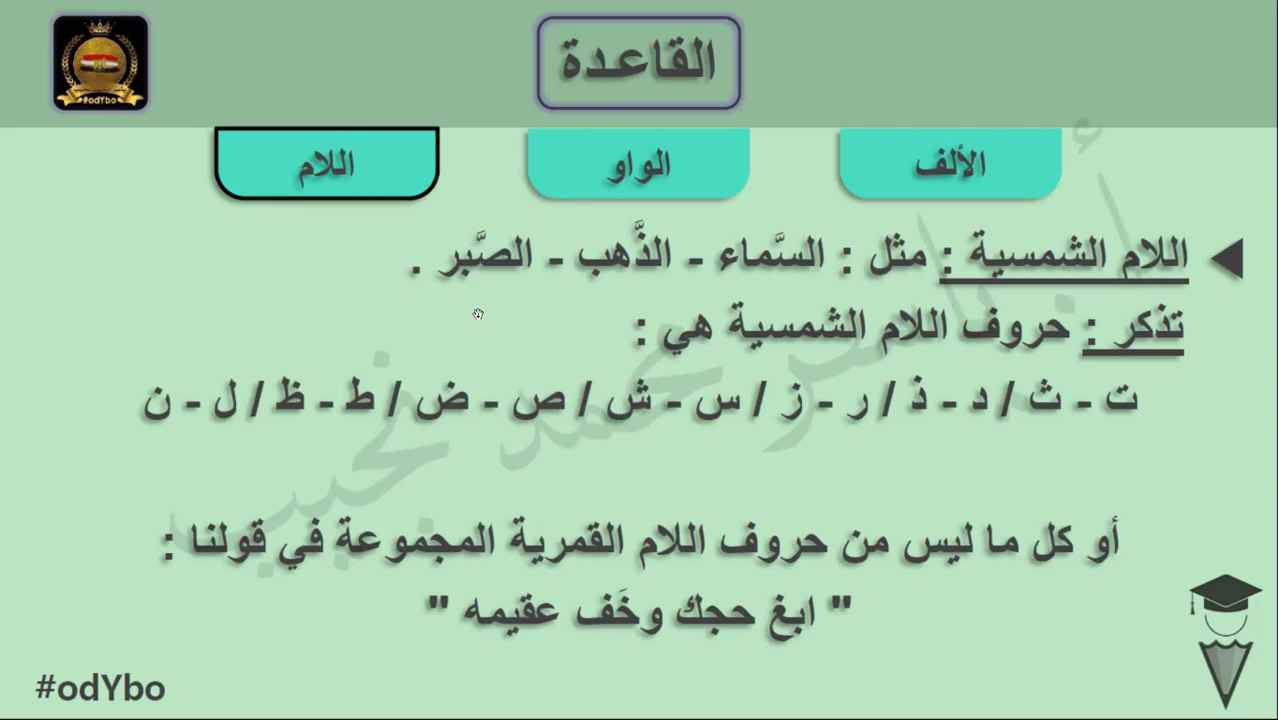 القاعدة
#odYbo
الألف
الواو
اللام
اللام الشمسية : مثل : السَّماء - الذَّهب - الصَّبر .
تذكر : حروف اللام الشمسية هي :
ت - ث / د - ذ / ر - ز / س - ش / ص - ض / ط - ظ / ل - ن
أو كل ما ليس من حروف اللام القمرية المجموعة في قولنا :
" ابغ حجك وخَف عقيمه "
#odYbo